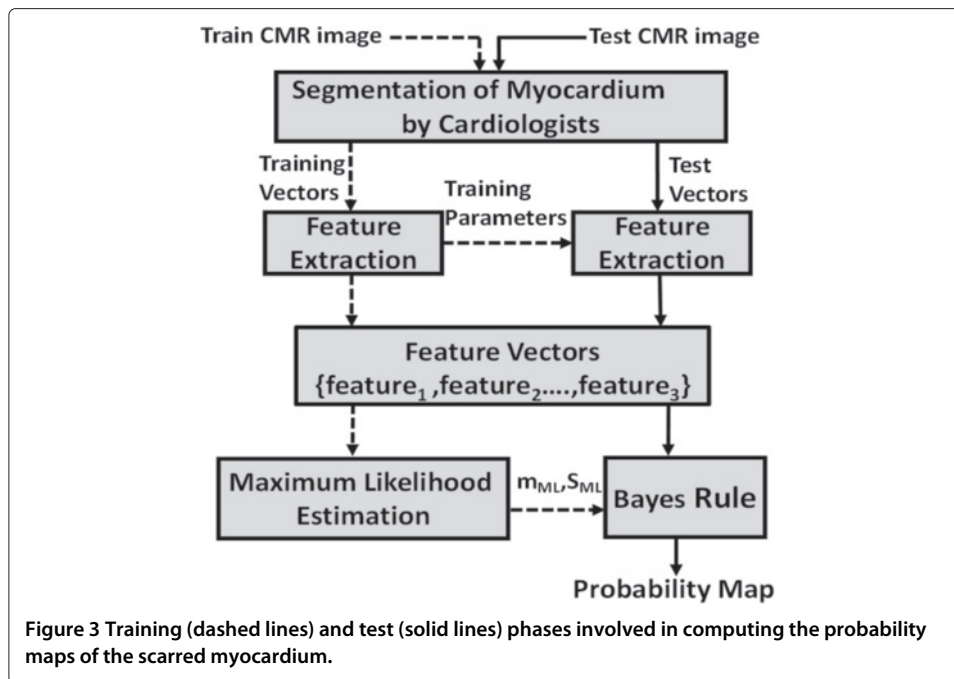 Train CMR image
Test CMR image
Segmentation of Myocardium
by Cardiologists
Training
Vectors
Training
Parameters
Test
Vectors
Feature
Extraction
Feature
Extraction
Feature Vectors
{feature₁ ,feature₂....,feature₃}
Maximum Likelihood
Estimation
m_ML,S_ML
Bayes Rule
Probability Map
Figure 3 Training (dashed lines) and test (solid lines) phases involved in computing the probability
maps of the scarred myocardium.